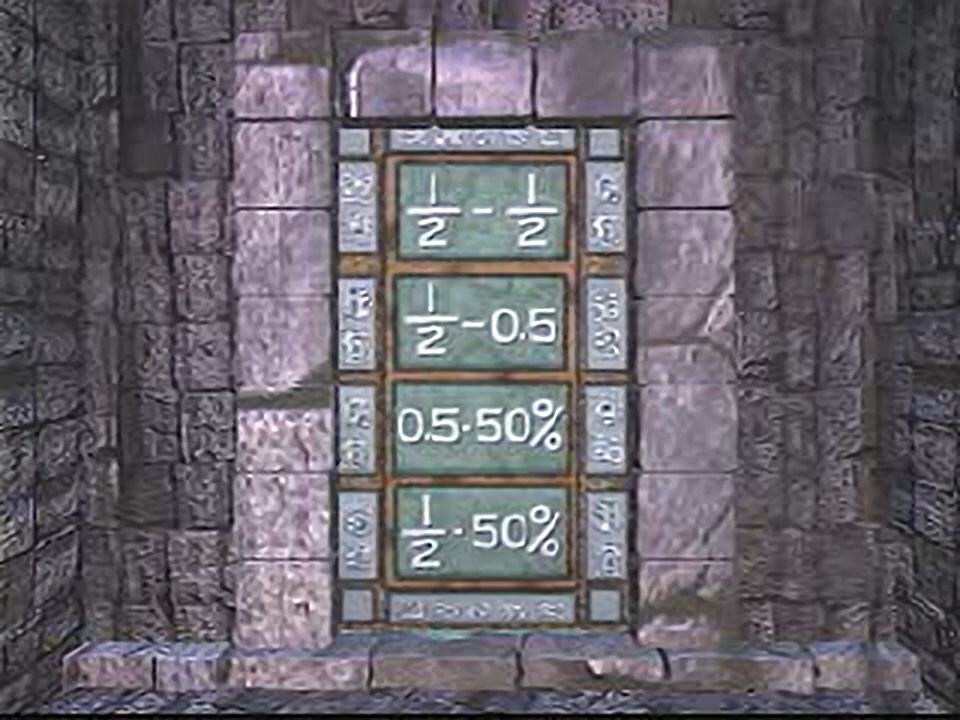 1/2 - 1/2
1/2 - 0.5
0.5 · 50%
1/2 · 50%